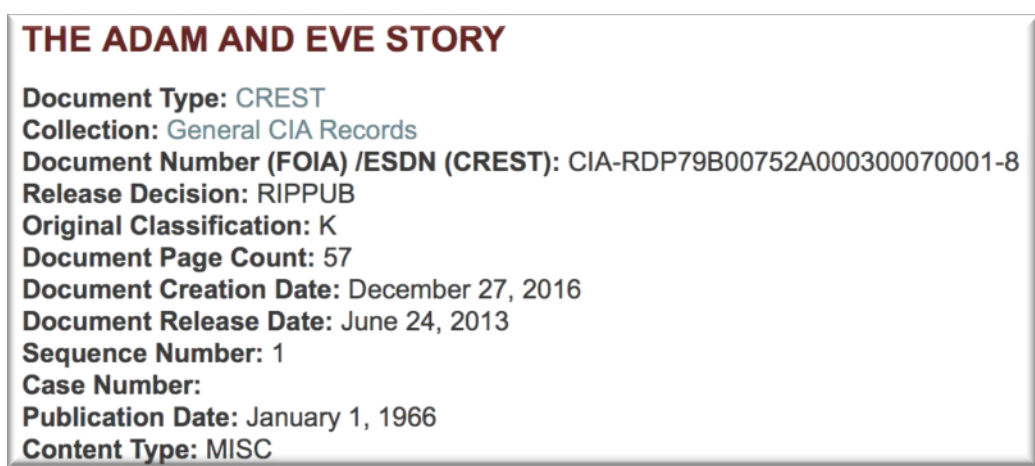 THE ADAM AND EVE STORY
Document Type: CREST
Collection: General CIA Records
Document Number (FOIA) /ESDN (CREST): CIA-RDP79B00752A000300070001-8
Release Decision: RIPPUB
Original Classification: K
Document Page Count: 57
Document Creation Date: December 27, 2016
Document Release Date: June 24, 2013
Sequence Number: 1
Case Number:
Publication Date: January 1, 1966
Content Type: MISC